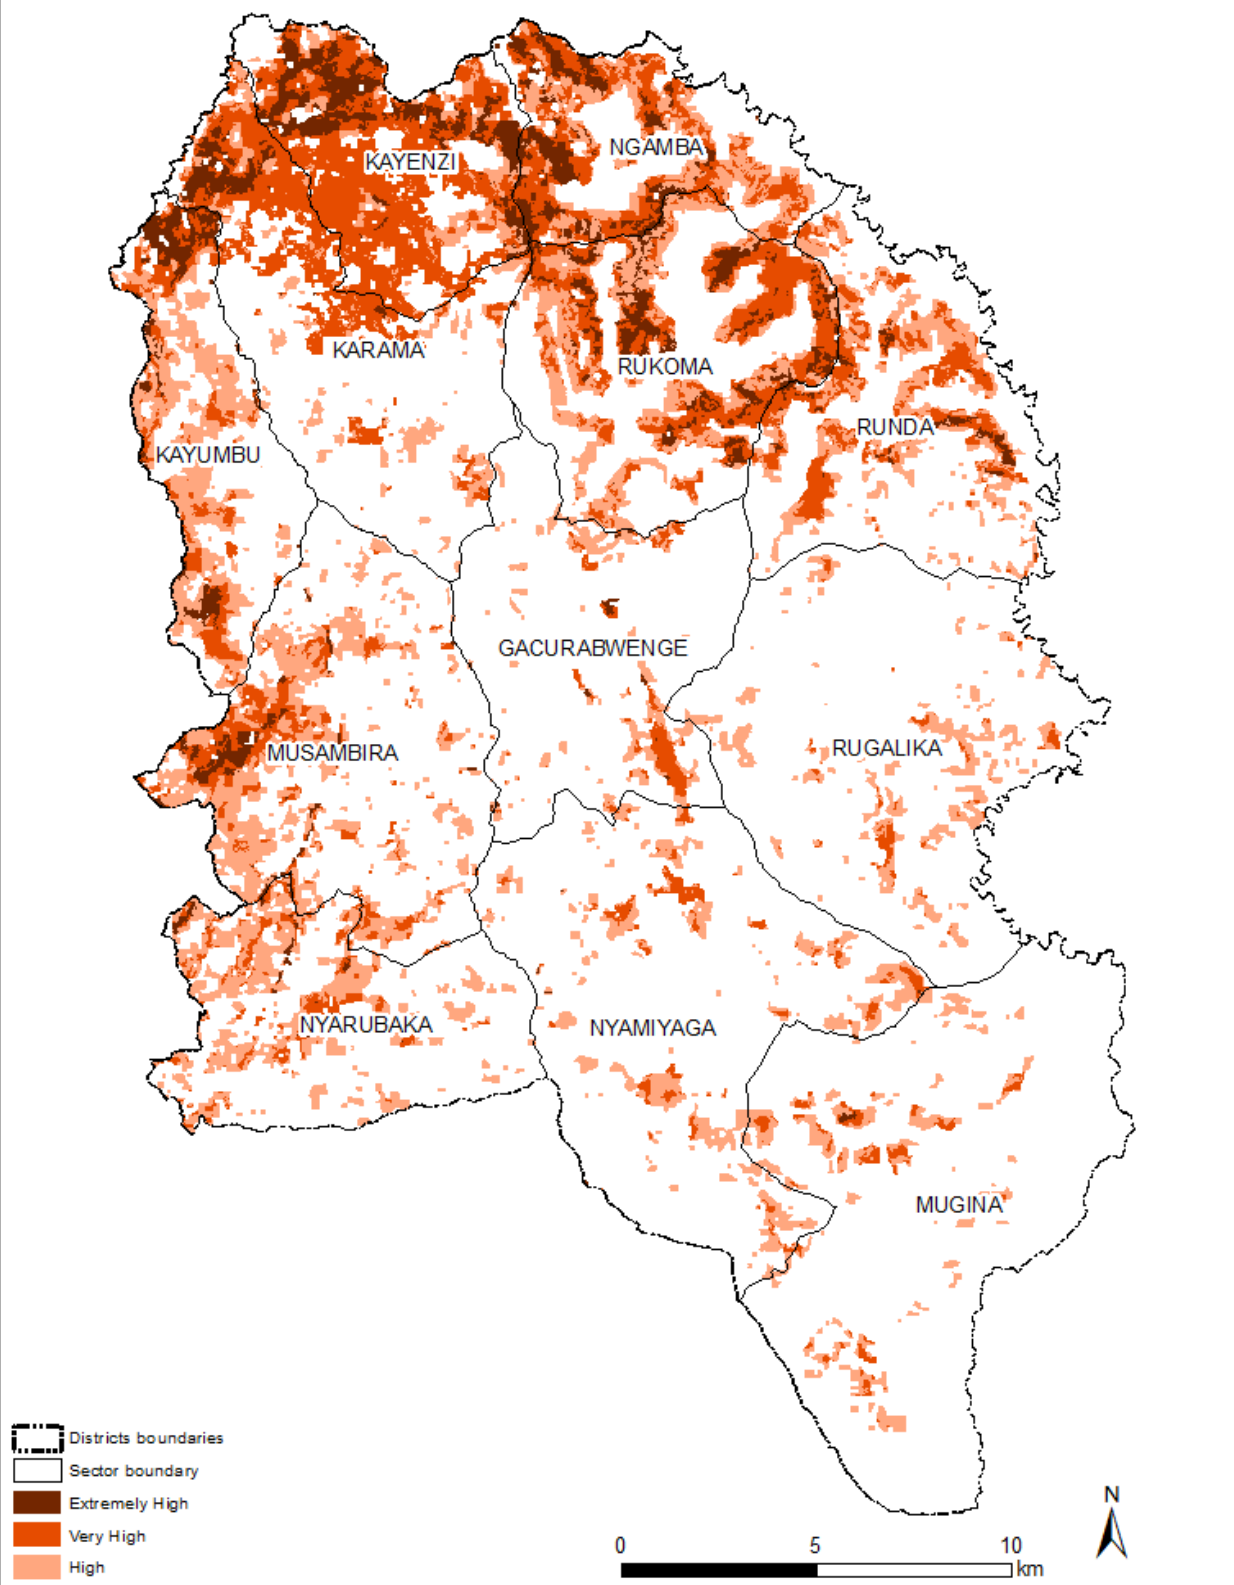 NGAMBA
KAYENZI
KARAMA
RUKOMA
RUNDA
KAYUMBU
GACURABWENGE
MUSAMBIRA
RUGALIKA
NYARUBAKA
NYAMIYAGA
MUGINA
Districts boundaries
Sector boundary
Extremely High
Very High
High
0 5 10
km
N